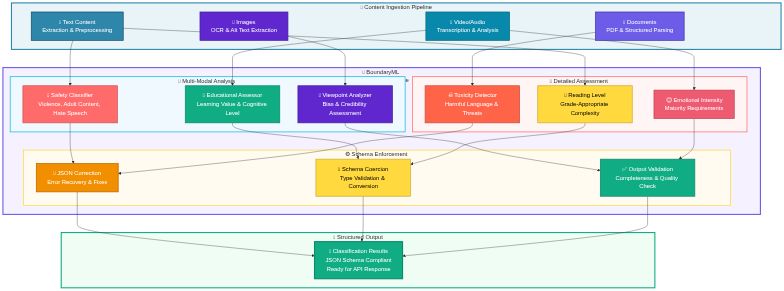 Content Ingestion Pipeline
Text Content
Extraction & Preprocessing
Images
OCR & Alt Text Extraction
Video/Audio
Transcription & Analysis
Documents
PDF & Structured Parsing
BoundaryML
Multi-Modal Analysis
Detailed Assessment
Safety Classifier
Violence, Adult Content,
Hate Speech
Educational Assessor
Learning Value & Cognitive
Level
Viewpoint Analyzer
Bias & Credibility
Assessment
Toxicity Detector
Harmful Language &
Threats
Reading Level
Grade-Appropriate
Complexity
Emotional Intensity
Maturity Requirements
Schema Enforcement
JSON Correction
Error Recovery & Fixes
Schema Coercion
Type Validation &
Conversion
Output Validation
Completeness & Quality
Check
Structured Output
Classification Results
JSON Schema Compliant
Ready for API Response